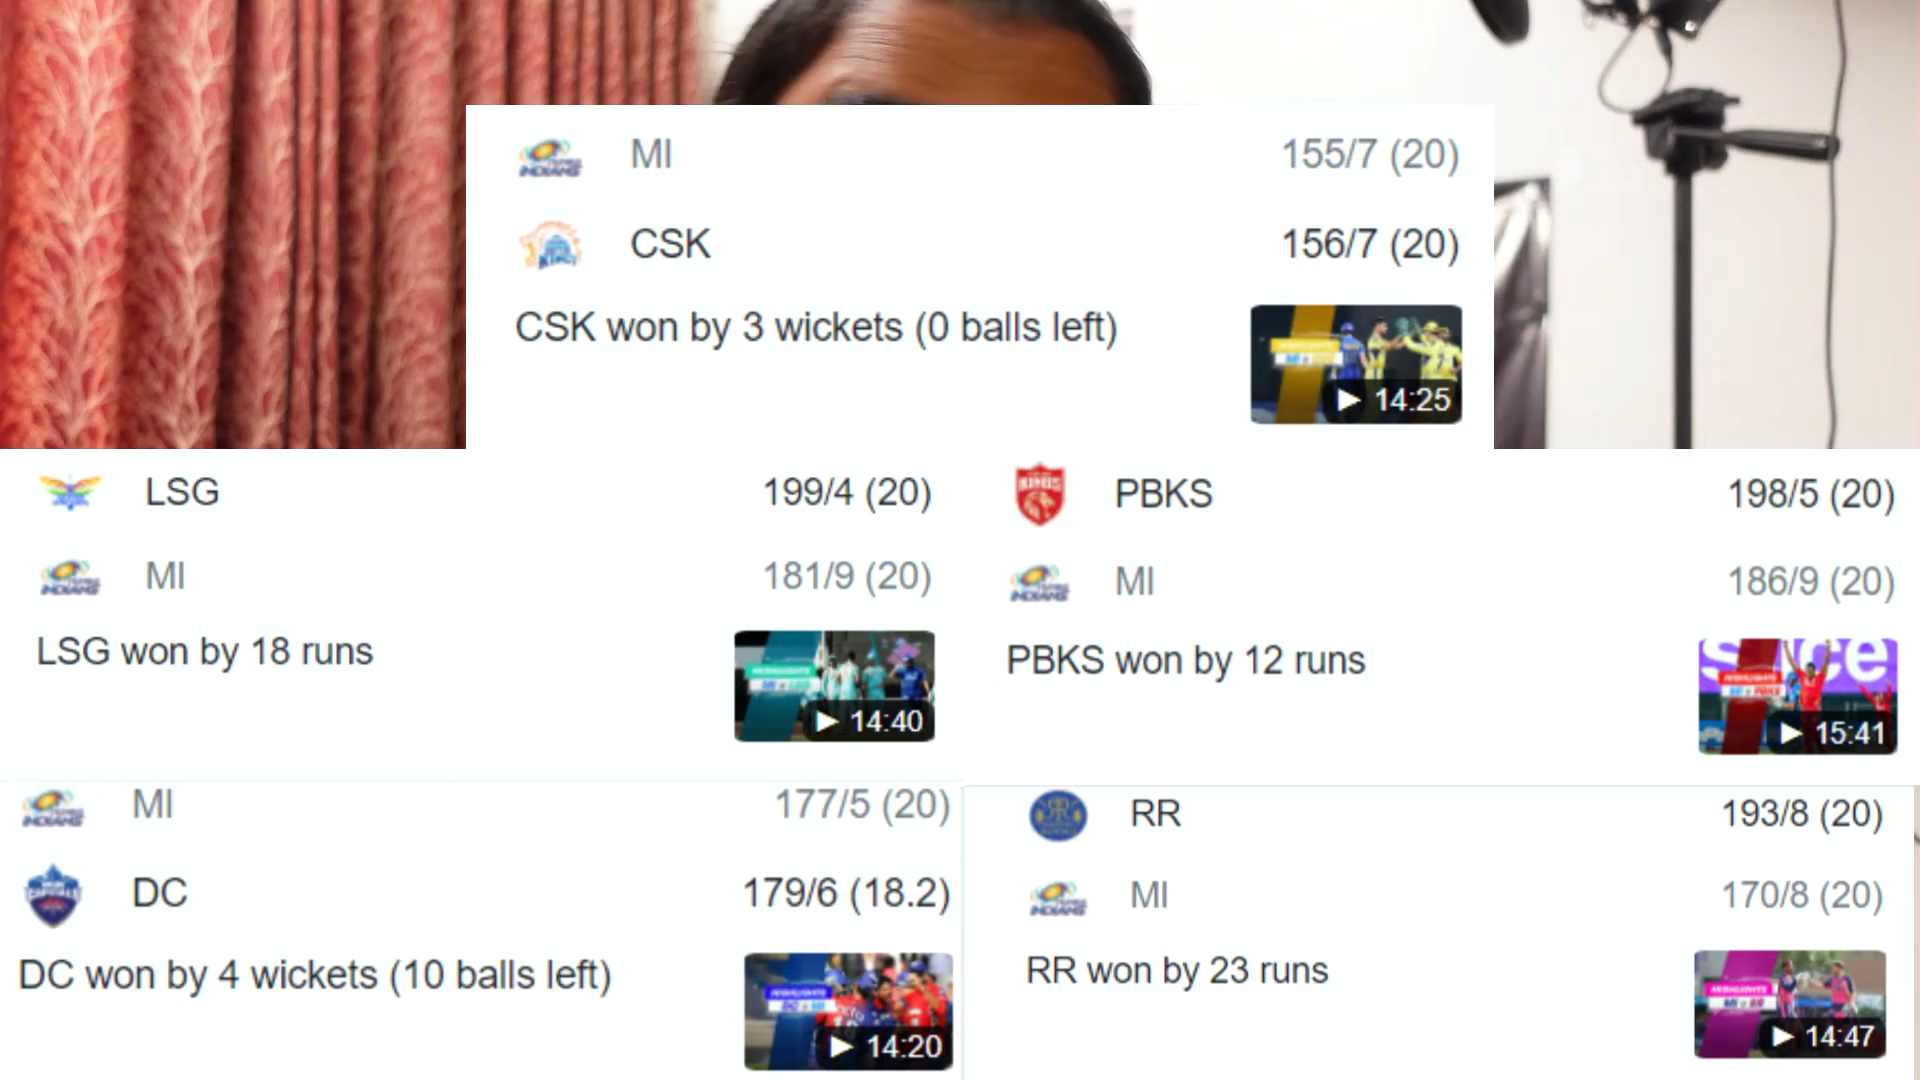 MI 155/7 (20)
CSK 156/7 (20)
CSK won by 3 wickets (0 balls left)
14:25
LSG 199/4 (20)
MI 181/9 (20)
LSG won by 18 runs
14:40
PBKS 198/5 (20)
MI 186/9 (20)
PBKS won by 12 runs
15:41
MI 177/5 (20)
DC 179/6 (18.2)
DC won by 4 wickets (10 balls left)
14:20
RR 193/8 (20)
MI 170/8 (20)
RR won by 23 runs
14:47